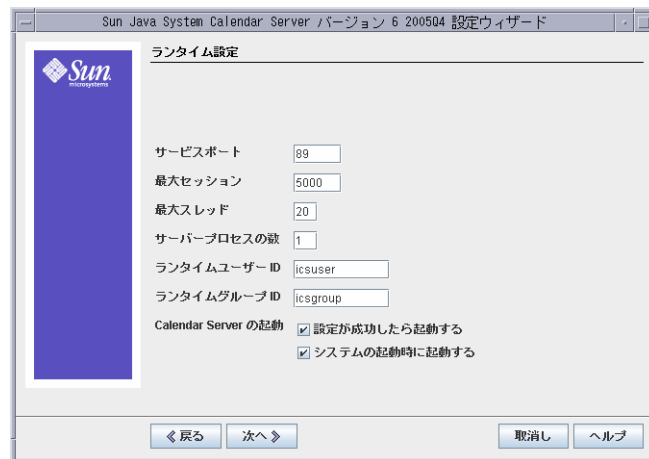 Sun Java System Calendar Server バージョン 6 2005Q4 設定ウィザード
Sun
microsystems
ランタイム設定
サービスポート 89
最大セッション 5000
最大スレッド 20
サーバープロセスの数 1
ランタイムユーザー ID icsuser
ランタイムグループ ID icsgroup
Calendar Server の起動 設定が成功したら起動する
システムの起動時に起動する
戻る 次へ 取消し ヘルプ